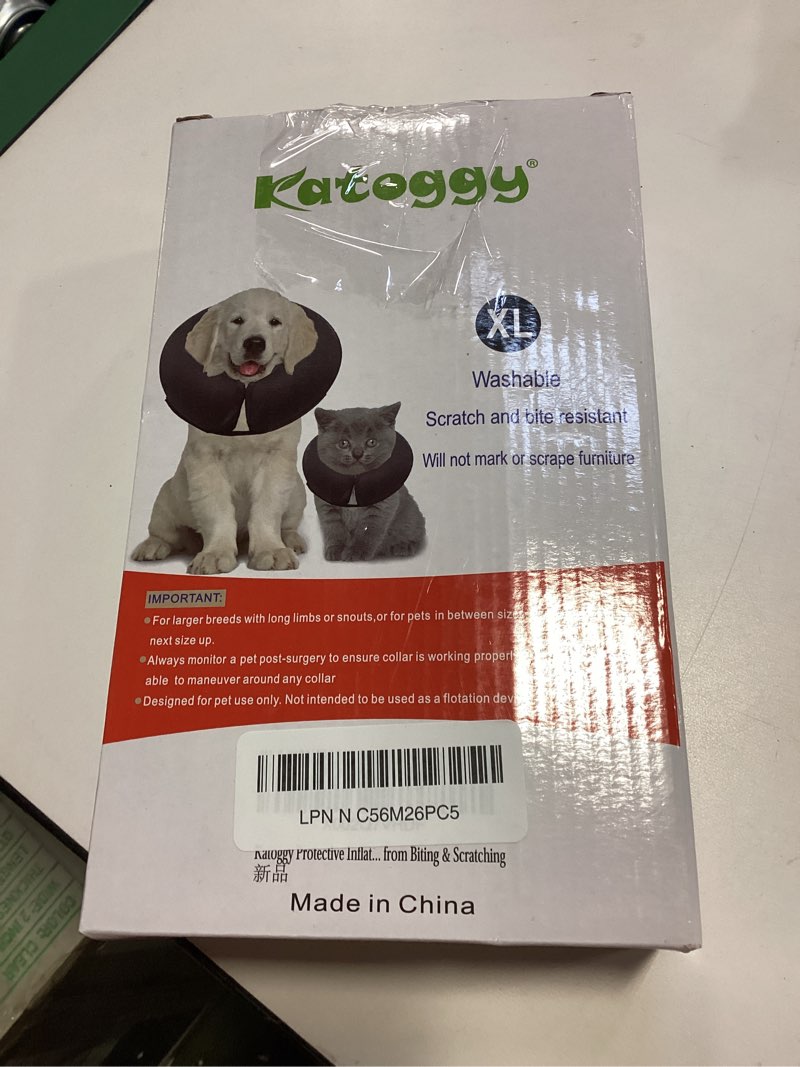 Katoggy®
XL
Washable
Scratch and bite resistant
Will not mark or scrape furniture
IMPORTANT:
For larger breeds with long limbs or snouts,or for pets in between
next size up.
Always monitor a pet post-surgery to ensure collar is working
able to maneuver around any collar
Designed for pet use only. Not intended to be used as a flotation
LPN N C56M26PC5
Katoggy Protective Inflat... from Biting & Scratching
新品
Made in China